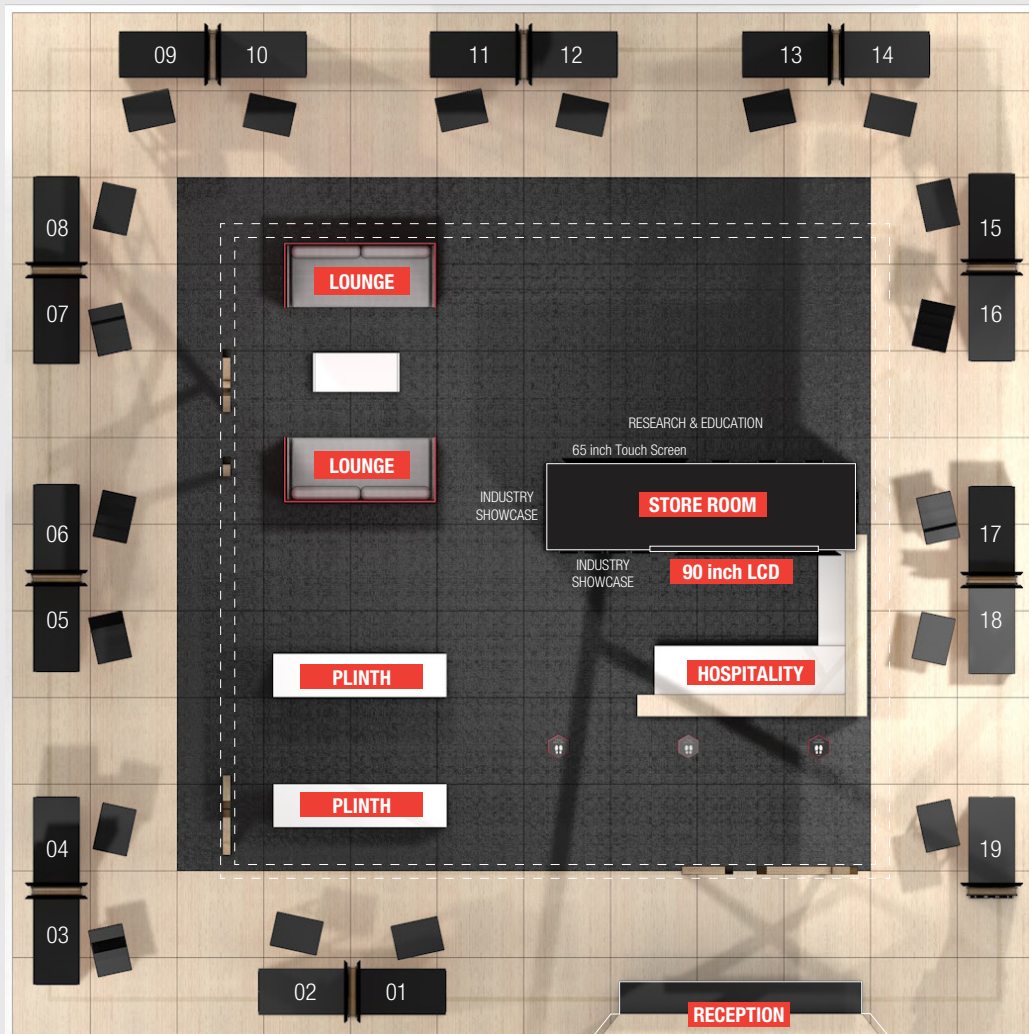 09
10
11
12
13
14
08
15
LOUNGE
07
16
RESEARCH & EDUCATION
65 inch Touch Screen
LOUNGE
INDUSTRY
SHOWCASE
STORE ROOM
06
17
INDUSTRY
SHOWCASE
90 inch LCD
05
18
PLINTH
HOSPITALITY
PLINTH
04
19
03
02
01
RECEPTION